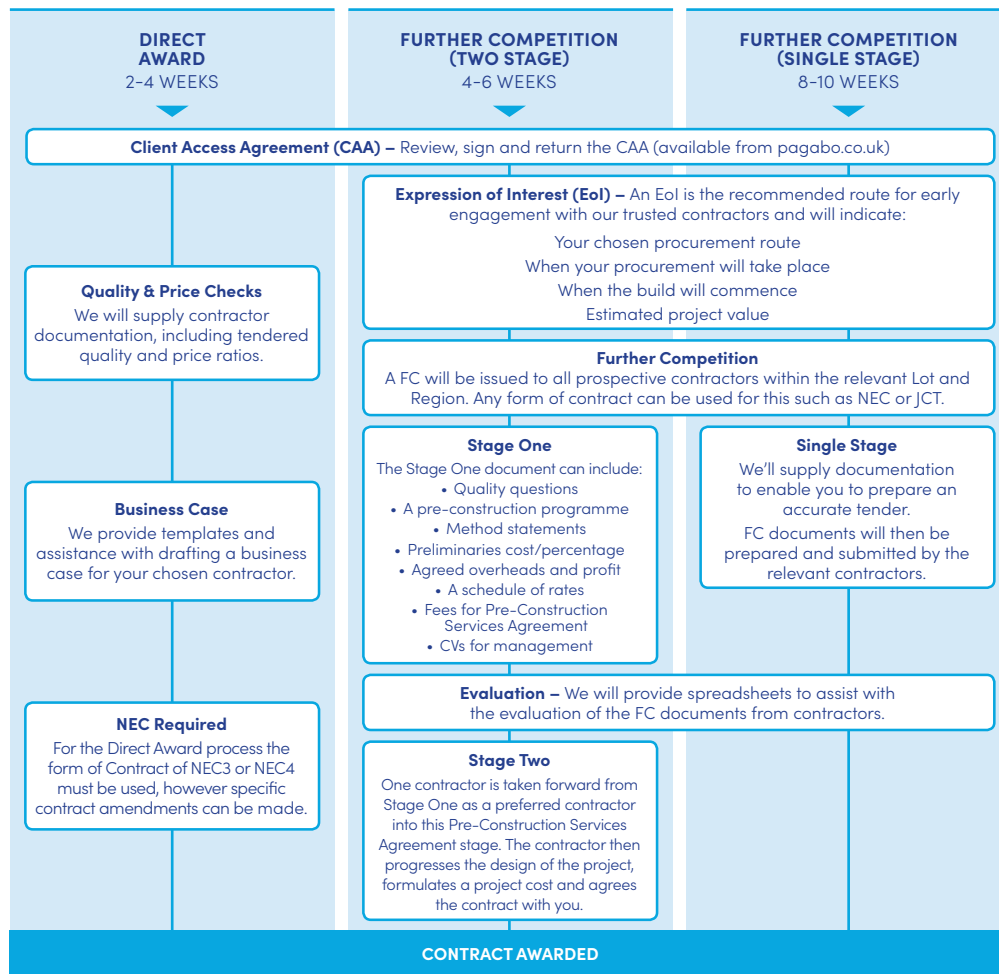 DIRECT
AWARD
2-4 WEEKS
FURTHER COMPETITION
(TWO STAGE)
4-6 WEEKS
FURTHER COMPETITION
(SINGLE STAGE)
8-10 WEEKS
Client Access Agreement (CAA) – Review, sign and return the CAA (available from pagabo.co.uk)
Expression of Interest (EoI) – An EoI is the recommended route for early
engagement with our trusted contractors and will indicate:
Your chosen procurement route
When your procurement will take place
When the build will commence
Estimated project value
Quality & Price Checks
We will supply contractor
documentation, including tendered
quality and price ratios.
Further Competition
A FC will be issued to all prospective contractors within the relevant Lot and
Region. Any form of contract can be used for this such as NEC or JCT.
Stage One
The Stage One document can include:
• Quality questions
• A pre-construction programme
• Method statements
• Preliminaries cost/percentage
• Agreed overheads and profit
• A schedule of rates
• Fees for Pre-Construction
Services Agreement
• CVs for management
Single Stage
We'll supply documentation
to enable you to prepare an
accurate tender.
FC documents will then be
prepared and submitted by the
relevant contractors.
Business Case
We provide templates and
assistance with drafting a business
case for your chosen contractor.
Evaluation – We will provide spreadsheets to assist with
the evaluation of the FC documents from contractors.
NEC Required
For the Direct Award process the
form of Contract of NEC3 or NEC4
must be used, however specific
contract amendments can be made.
Stage Two
One contractor is taken forward from
Stage One as a preferred contractor
into this Pre-Construction Services
Agreement stage. The contractor then
progresses the design of the project,
formulates a project cost and agrees
the contract with you.
CONTRACT AWARDED